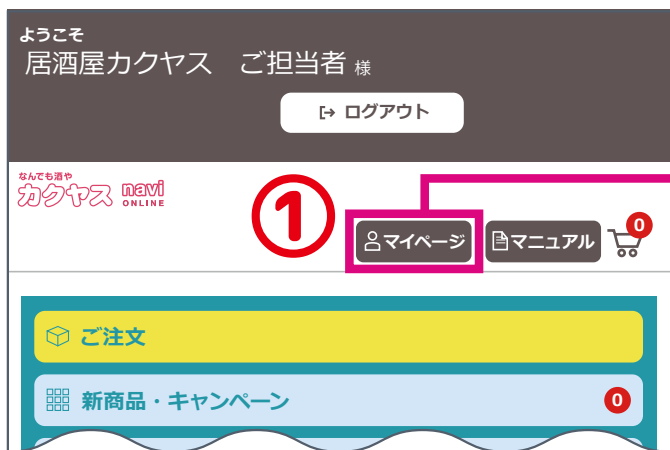 ようこそ
居酒屋カクヤス　ご担当者 様
ログアウト
なんでも酒や
カクヤス navi
ONLINE
①
マイページ
マニュアル
0
ご注文
新商品・キャンペーン
0